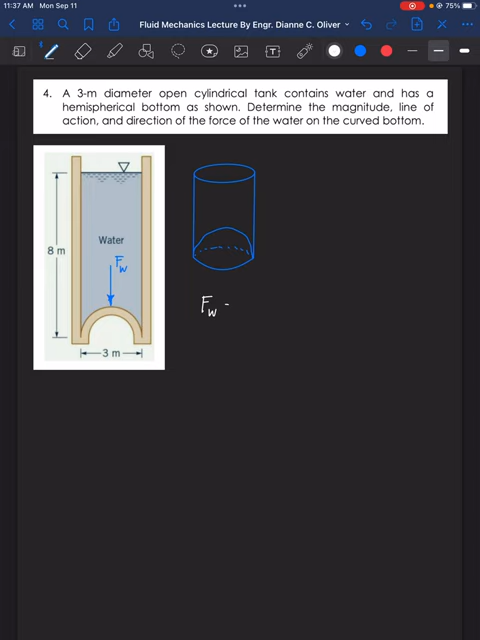 11:37 AM Mon Sep 11
75%
Fluid Mechanics Lecture By Engr. Dianne C. Oliver
4. A 3-m diameter open cylindrical tank contains water and has a
hemispherical bottom as shown. Determine the magnitude, line of
action, and direction of the force of the water on the curved bottom.
Water
8 m
Fw
3 m
Fw -